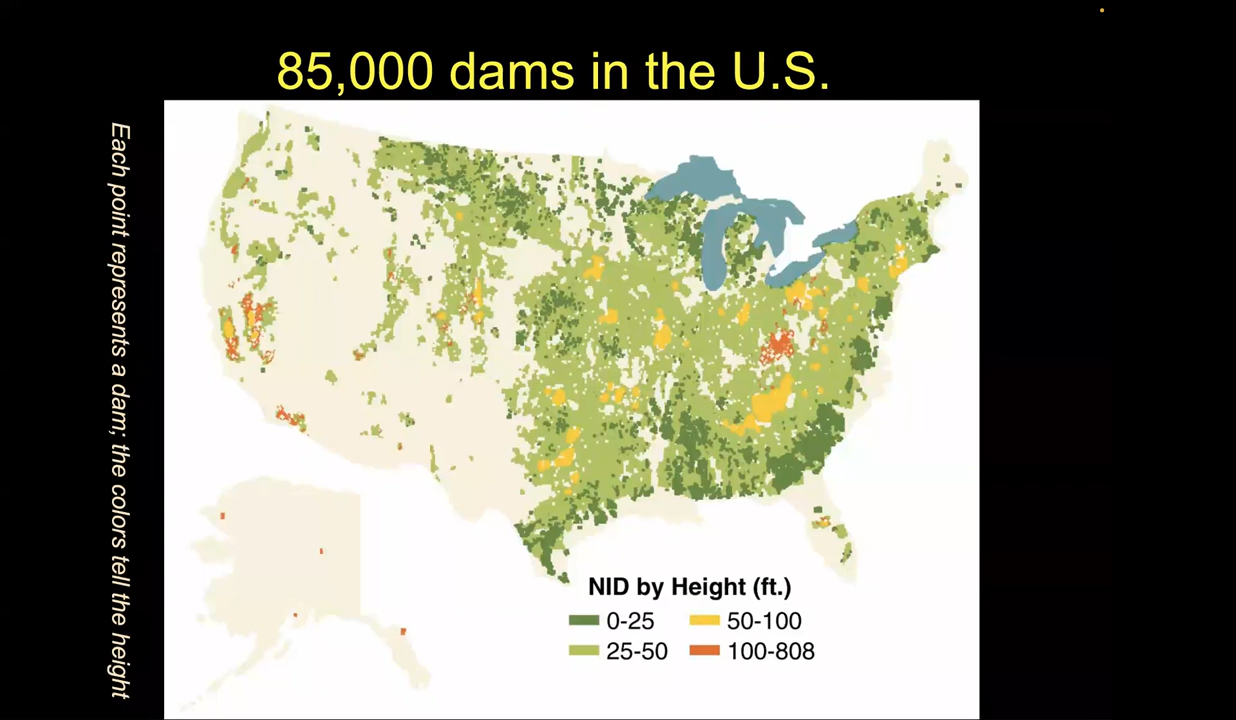 85,000 dams in the U.S.
Each point represents a dam; the colors tell the height
NID by Height (ft.)
0-25
50-100
25-50
100-808